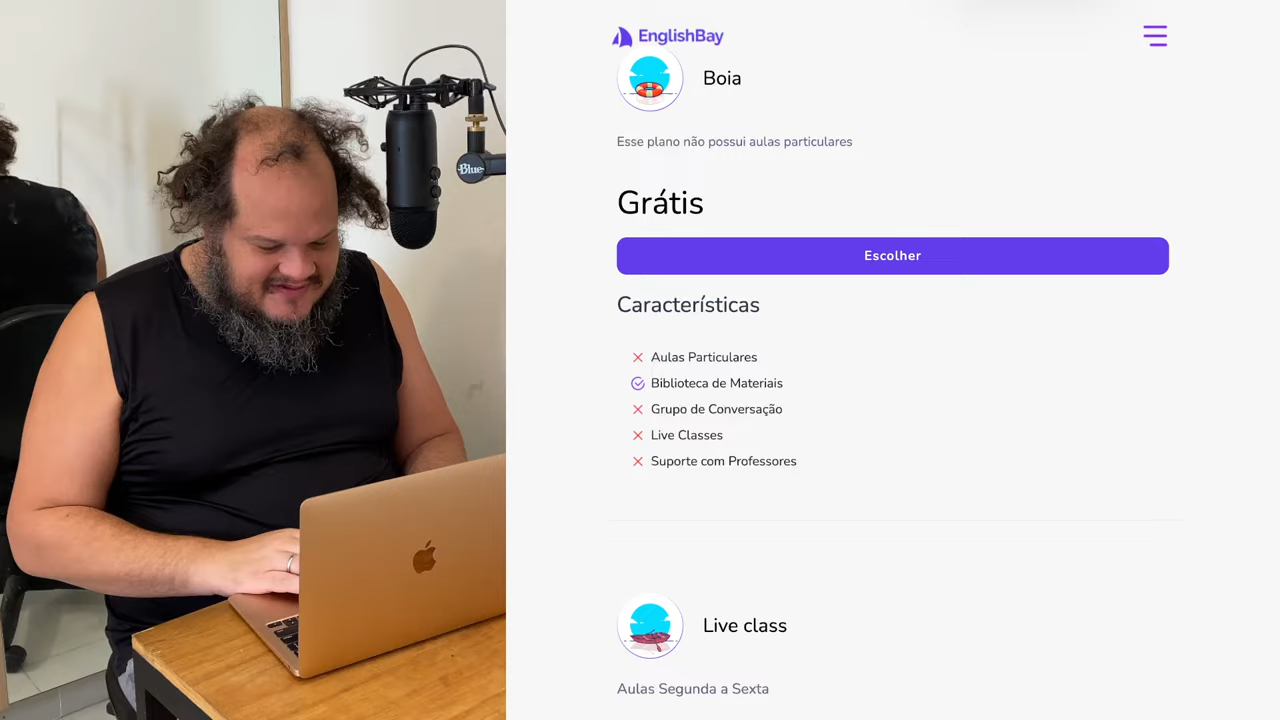 Blue
EnglishBay
Boia
Esse plano não possui aulas particulares
Grátis
Escolher
Características
Aulas Particulares
Biblioteca de Materiais
Grupo de Conversação
Live Classes
Suporte com Professores
Live class
Aulas Segunda a Sexta